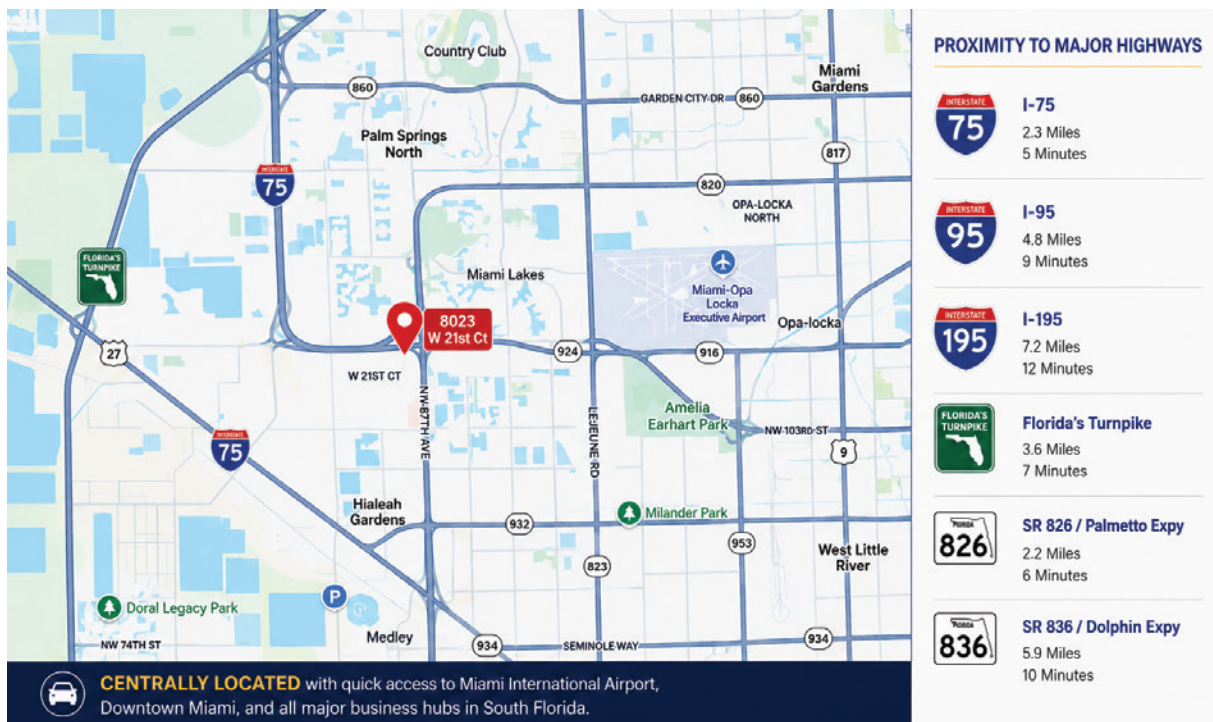 Country Club
860
GARDEN CITY DR
860
Miami
Gardens
Palm Springs
North
817
INTERSTATE
75
820
OPA-LOCKA
NORTH
FLORIDA'S
TURNPIKE
Miami Lakes
Miami-Opa
Locka
Executive Airport
Opa-locka
8023
W 21st Ct
27
924
916
W 21ST CT
NW 87TH AVE
LEJEUNE RD
Amelia
Earhart Park
NW 103RD ST
INTERSTATE
75
9
Hialeah
Gardens
932
Milander Park
953
West Little
River
823
P
Doral Legacy Park
Medley
NW 74TH ST
934
SEMINOLE WAY
934
CENTRALLY LOCATED with quick access to Miami International Airport,
Downtown Miami, and all major business hubs in South Florida.
PROXIMITY TO MAJOR HIGHWAYS
INTERSTATE
75
I-75
2.3 Miles
5 Minutes
INTERSTATE
95
I-95
4.8 Miles
9 Minutes
INTERSTATE
195
I-195
7.2 Miles
12 Minutes
FLORIDA'S
TURNPIKE
Florida's Turnpike
3.6 Miles
7 Minutes
FLORIDA
826
SR 826 / Palmetto Expy
2.2 Miles
6 Minutes
FLORIDA
836
SR 836 / Dolphin Expy
5.9 Miles
10 Minutes